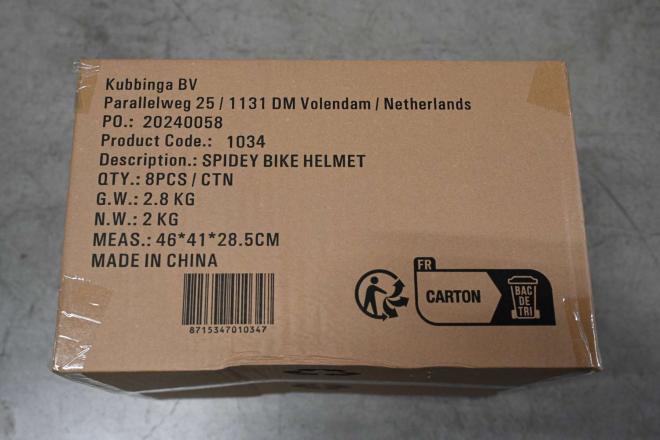 Kubbinga BV
Parallelweg 25 / 1131 DM Volendam / Netherlands
PO.: 20240058
Product Code.: 1034
Description.: SPIDEY BIKE HELMET
QTY.: 8PCS / CTN
G.W.: 2.8 KG
N.W.: 2 KG
MEAS.: 46*41*28.5CM
MADE IN CHINA
8715347010347
FR
CARTON
BAC
DE
TRI